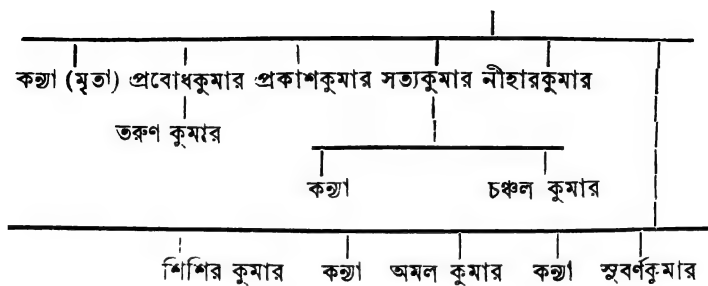 কন্যা (মৃতা) প্রবোধকুমার প্রকাশকুমার সত্যকুমার নীহারকুমার
তরুণ কুমার
কন্যা চঞ্চল কুমার
শিশির কুমার কন্যা অমল কুমার কন্যা সুবর্ণকুমার